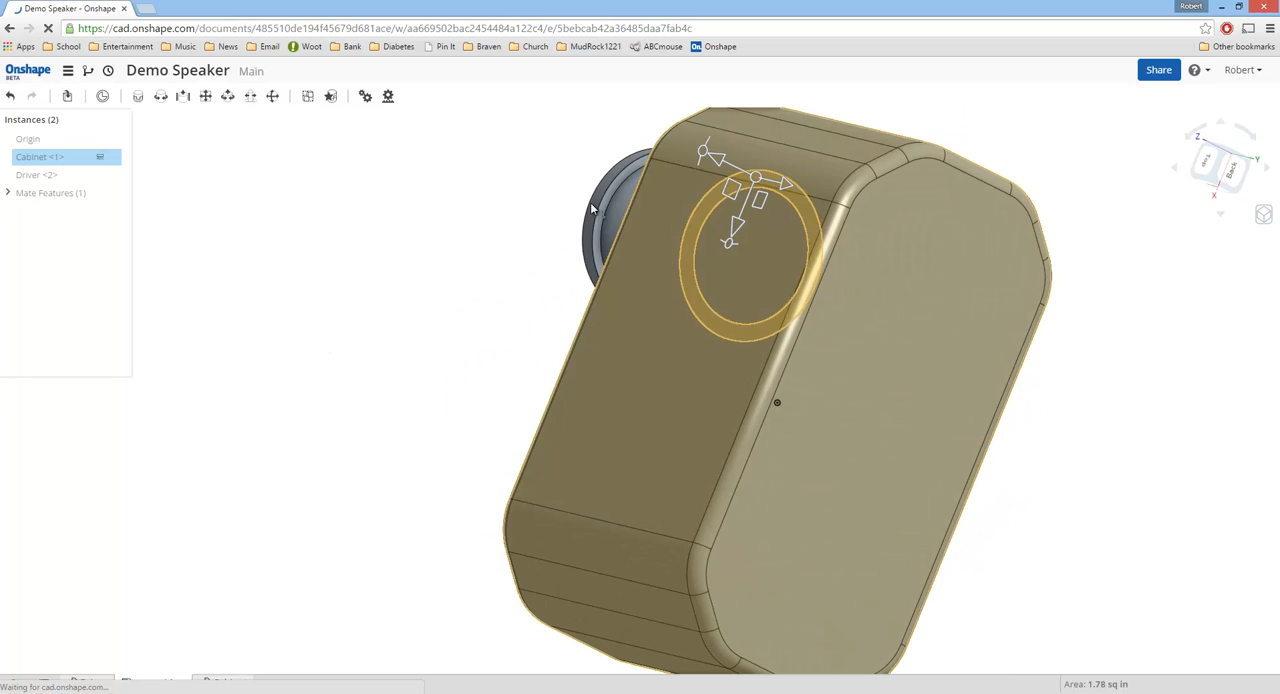 Demo Speaker - Onshape
Robert
https://cad.onshape.com/documents/485510de194f45679d681ace/w/aa669502bac2454484a122c4/e/5bebcab42a36485daa7fab4c
Apps School Entertainment Music News Email Woot Bank Diabetes Pin It Braven Church MudRock1221 ABCmouse On Onshape Other bookmarks
Onshape
BETA
Demo Speaker Main
Share
? Robert
Instances (2)
Origin
Cabinet <1>
Driver <2>
Mate Features (1)
Z
Y
X
Top
Back
Waiting for cad.onshape.com...
Area: 1.78 sq in